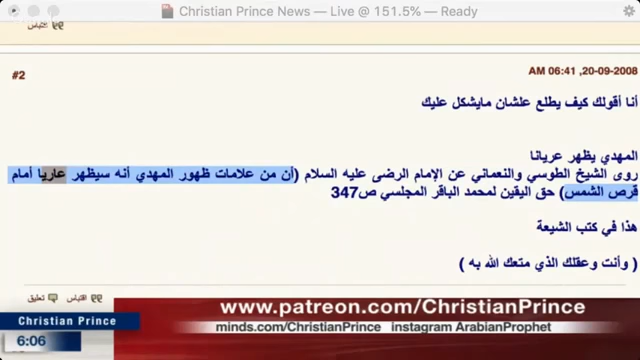 Christian Prince News — Live @ 151.5% — Ready
اقتباس
#2
20-09-2008, 06:41 AM
أنا أقولك كيف يطلع علشان مايشكل عليك
المهدي يظهر عريانا
روى الشيخ الطوسي والنعماني عن الإمام الرضى عليه السلام (أن من علامات ظهور المهدي أنه سيظهر عاريا أمام
قرص الشمس) حق اليقين لمحمد الباقر المجلسي ص347
هذا في كتب الشيعة
( وأنت وعقلك الذي متعك الله به )
اقتباس تعليق
www.patreon.com/ChristianPrince
minds.com/ChristianPrince instagram ArabianProphet
Christian Prince
6:06